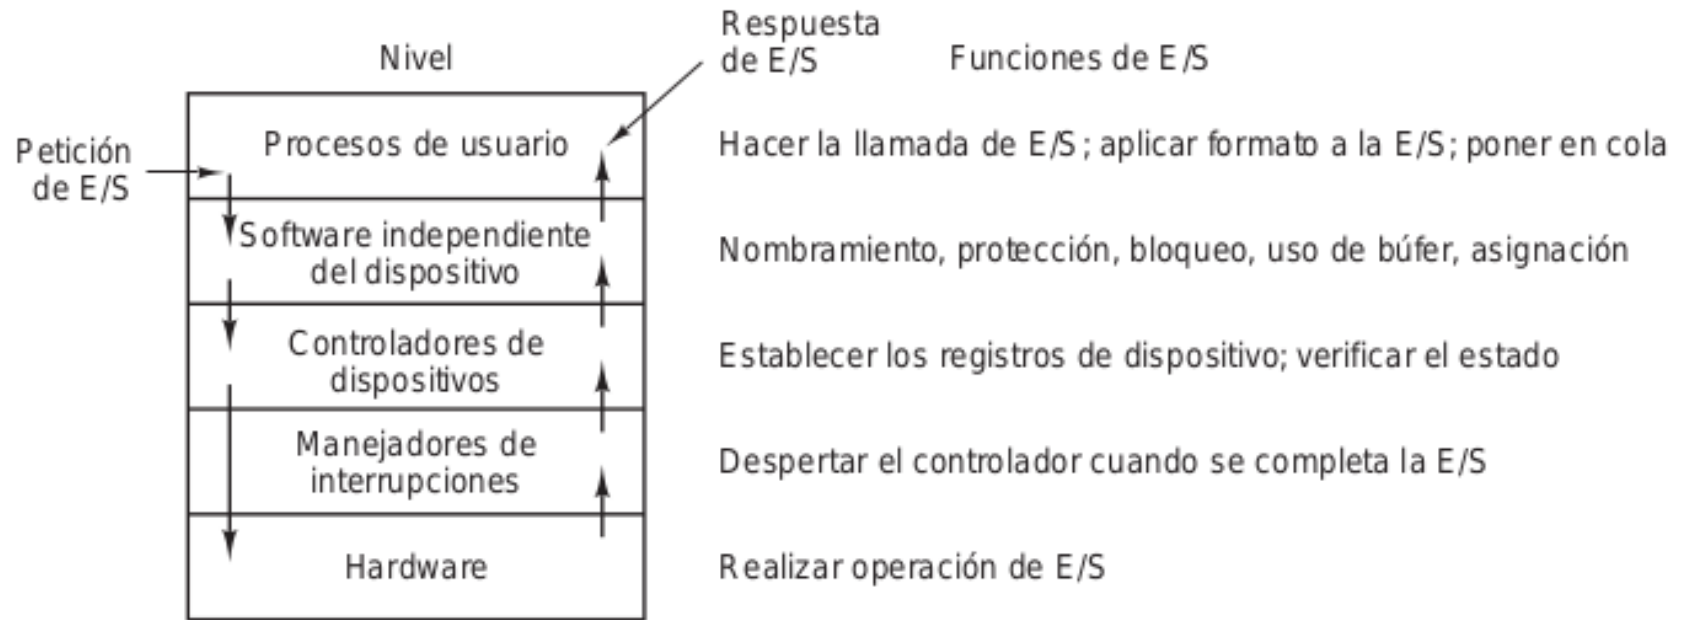 Nivel
Respuesta
de E/S
Funciones de E/S
Petición
de E/S
Procesos de usuario
Hacer la llamada de E/S; aplicar formato a la E/S; poner en cola
Software independiente
del dispositivo
Nombramiento, protección, bloqueo, uso de búfer, asignación
Controladores de
dispositivos
Establecer los registros de dispositivo; verificar el estado
Manejadores de
interrupciones
Despertar el controlador cuando se completa la E/S
Hardware
Realizar operación de E/S